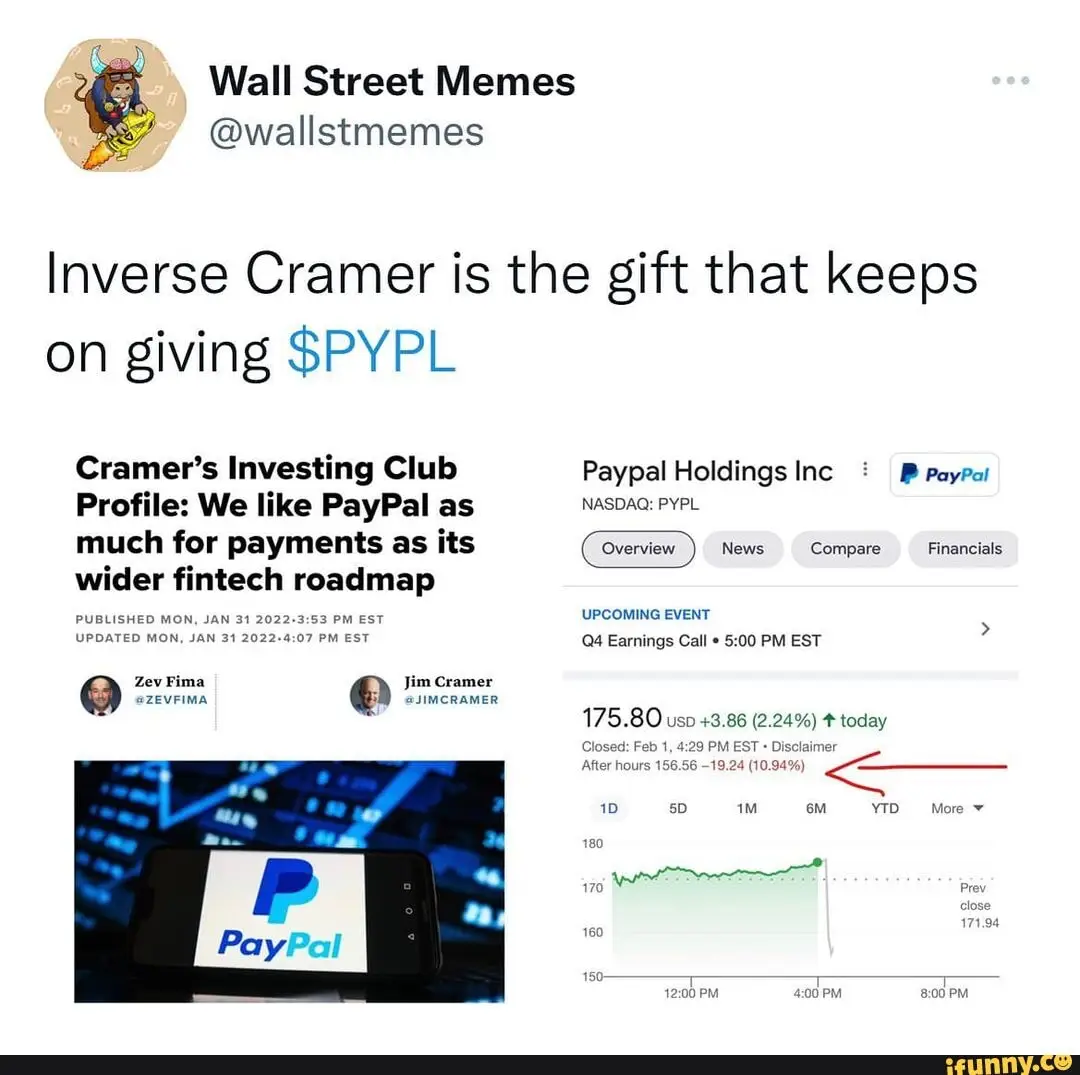 Wall Street Memes
@wallstmemes
Inverse Cramer is the gift that keeps
on giving $PYPL
Cramer's Investing Club
Profile: We like PayPal as
much for payments as its
wider fintech roadmap
PUBLISHED MON, JAN 31 2022•3:53 PM EST
UPDATED MON, JAN 31 2022•4:07 PM EST
Zev Fima
@ZEVFIMA
Jim Cramer
@JIMCRAMER
PayPal
Paypal Holdings Inc
PayPal
NASDAQ: PYPL
Overview News Compare Financials
UPCOMING EVENT
Q4 Earnings Call • 5:00 PM EST
175.80 USD +3.86 (2.24%) ↑ today
Closed: Feb 1, 4:29 PM EST • Disclaimer
After hours 156.56 −19.24 (10.94%)
1D 5D 1M 6M YTD More
180
170
160
150
Prev
close
171.94
12:00 PM 4:00 PM 8:00 PM
ifunny.co